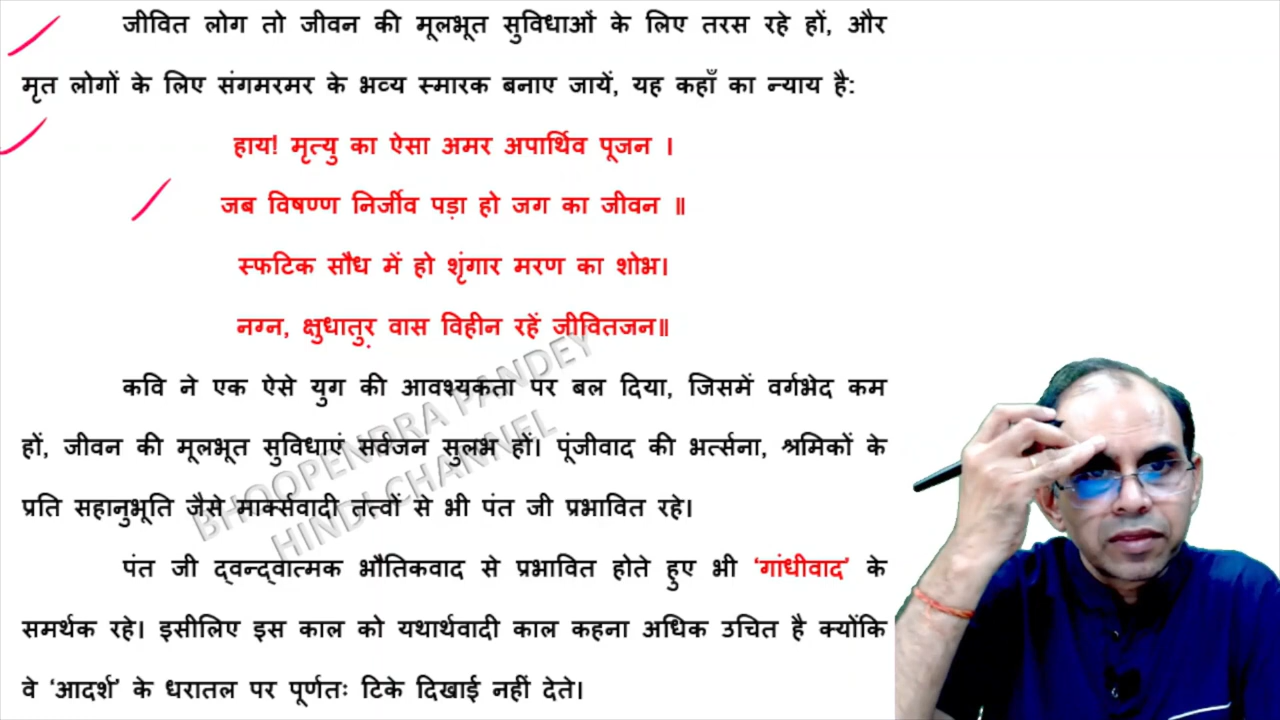 जीवित लोग तो जीवन की मूलभूत सुविधाओं के लिए तरस रहे हों, और
मृत लोगों के लिए संगमरमर के भव्य स्मारक बनाए जायें, यह कहाँ का न्याय है:
हाय! मृत्यु का ऐसा अमर अपार्थिव पूजन ।
जब विषण्ण निर्जीव पड़ा हो जग का जीवन ॥
स्फटिक सौध में हो शृंगार मरण का शोभ।
नग्न, क्षुधातुर वास विहीन रहें जीवितजन॥
कवि ने एक ऐसे युग की आवश्यकता पर बल दिया, जिसमें वर्गभेद कम
हों, जीवन की मूलभूत सुविधाएं सर्वजन सुलभ हों। पूंजीवाद की भर्त्सना, श्रमिकों के
प्रति सहानुभूति जैसे मार्क्सवादी तत्त्वों से भी पंत जी प्रभावित रहे।
पंत जी द्वन्द्वात्मक भौतिकवाद से प्रभावित होते हुए भी ‘गांधीवाद’ के
समर्थक रहे। इसीलिए इस काल को यथार्थवादी काल कहना अधिक उचित है क्योंकि
वे ‘आदर्श’ के धरातल पर पूर्णतः टिके दिखाई नहीं देते।
BHOOPENDRA PANDEY
HINDI CHANNEL